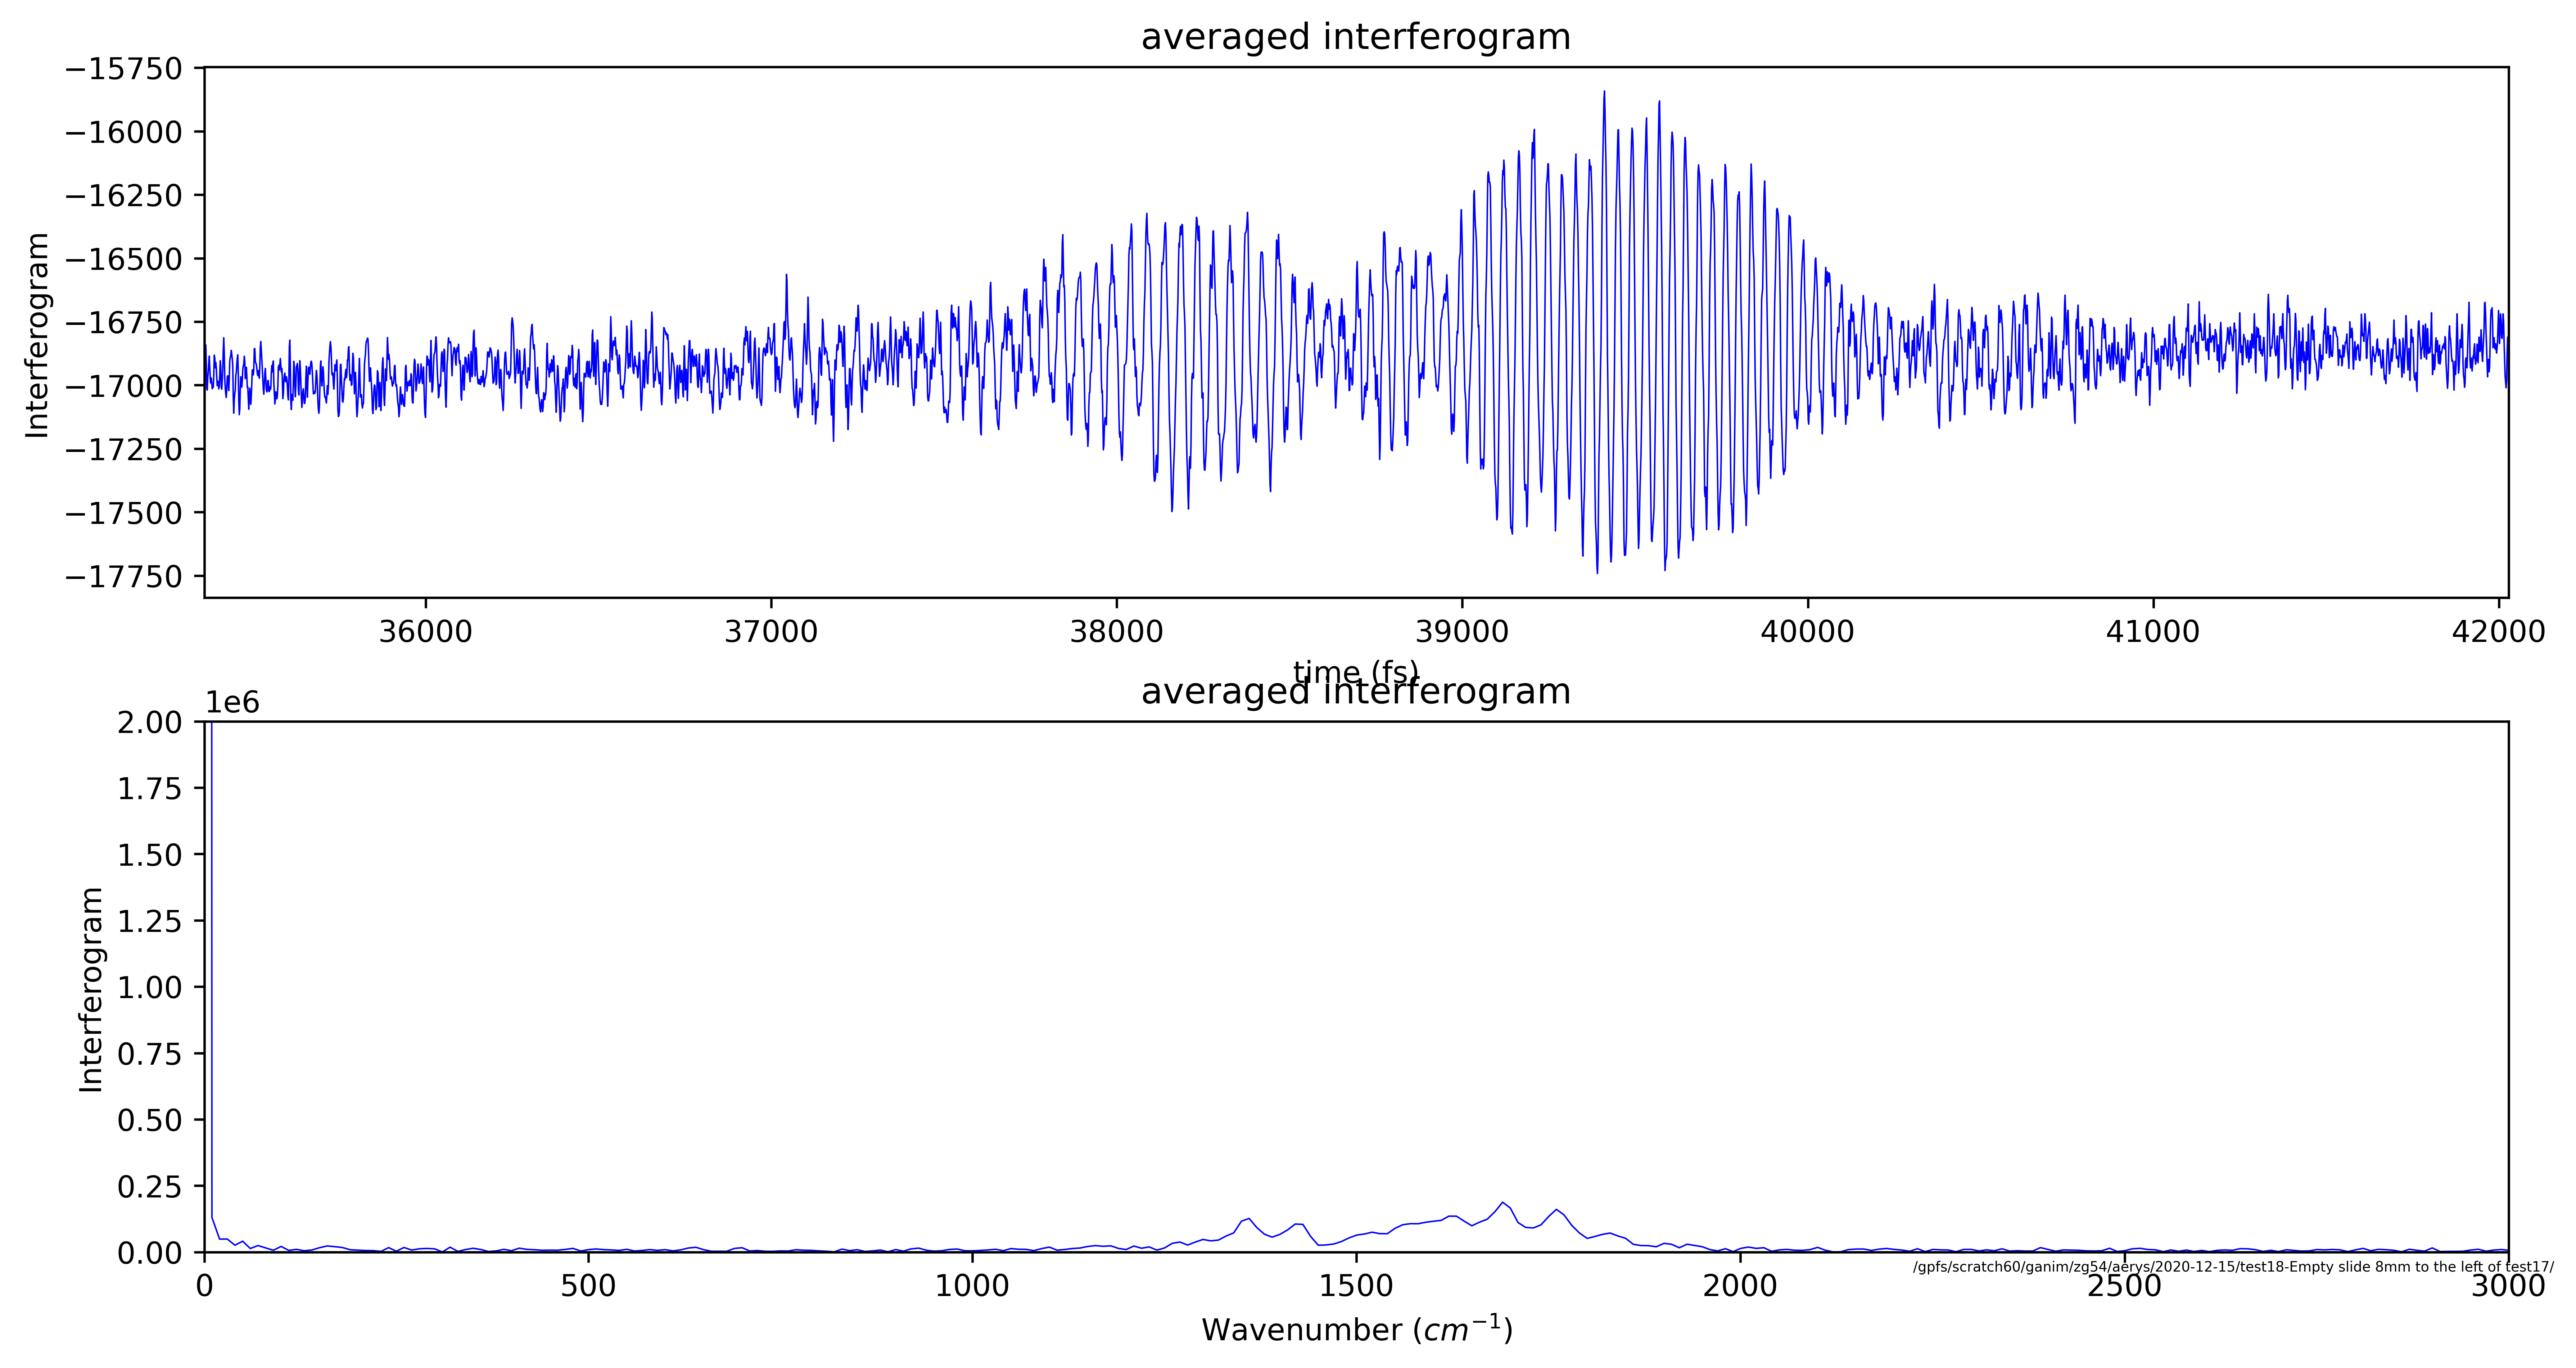 averaged interferogram
−15750
−16000
−16250
−16500
−16750
−17000
−17250
−17500
−17750
Interferogram
36000 37000 38000 39000 40000 41000 42000
time (fs)
averaged interferogram
1e6
2.00
1.75
1.50
1.25
1.00
0.75
0.50
0.25
0.00
Interferogram
/gpfs/scratch60/ganim/zg54/aerys/2020-12-15/test18-Empty slide 8mm to the left of test17/
0 500 1000 1500 2000 2500 3000
Wavenumber (cm⁻¹)